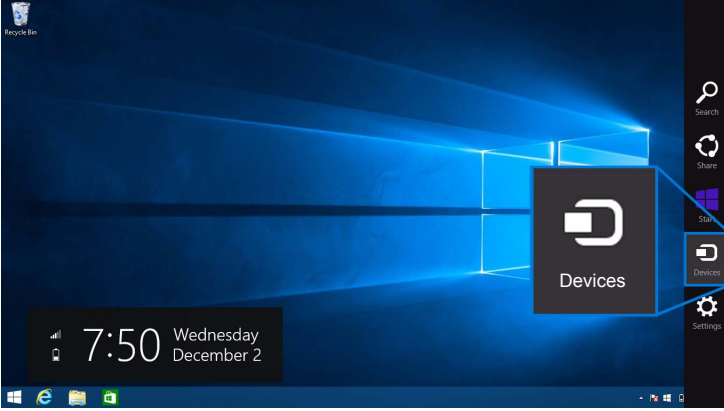 Recycle Bin
Search
Share
Start
Devices
Devices
Settings
7:50
Wednesday
December 2